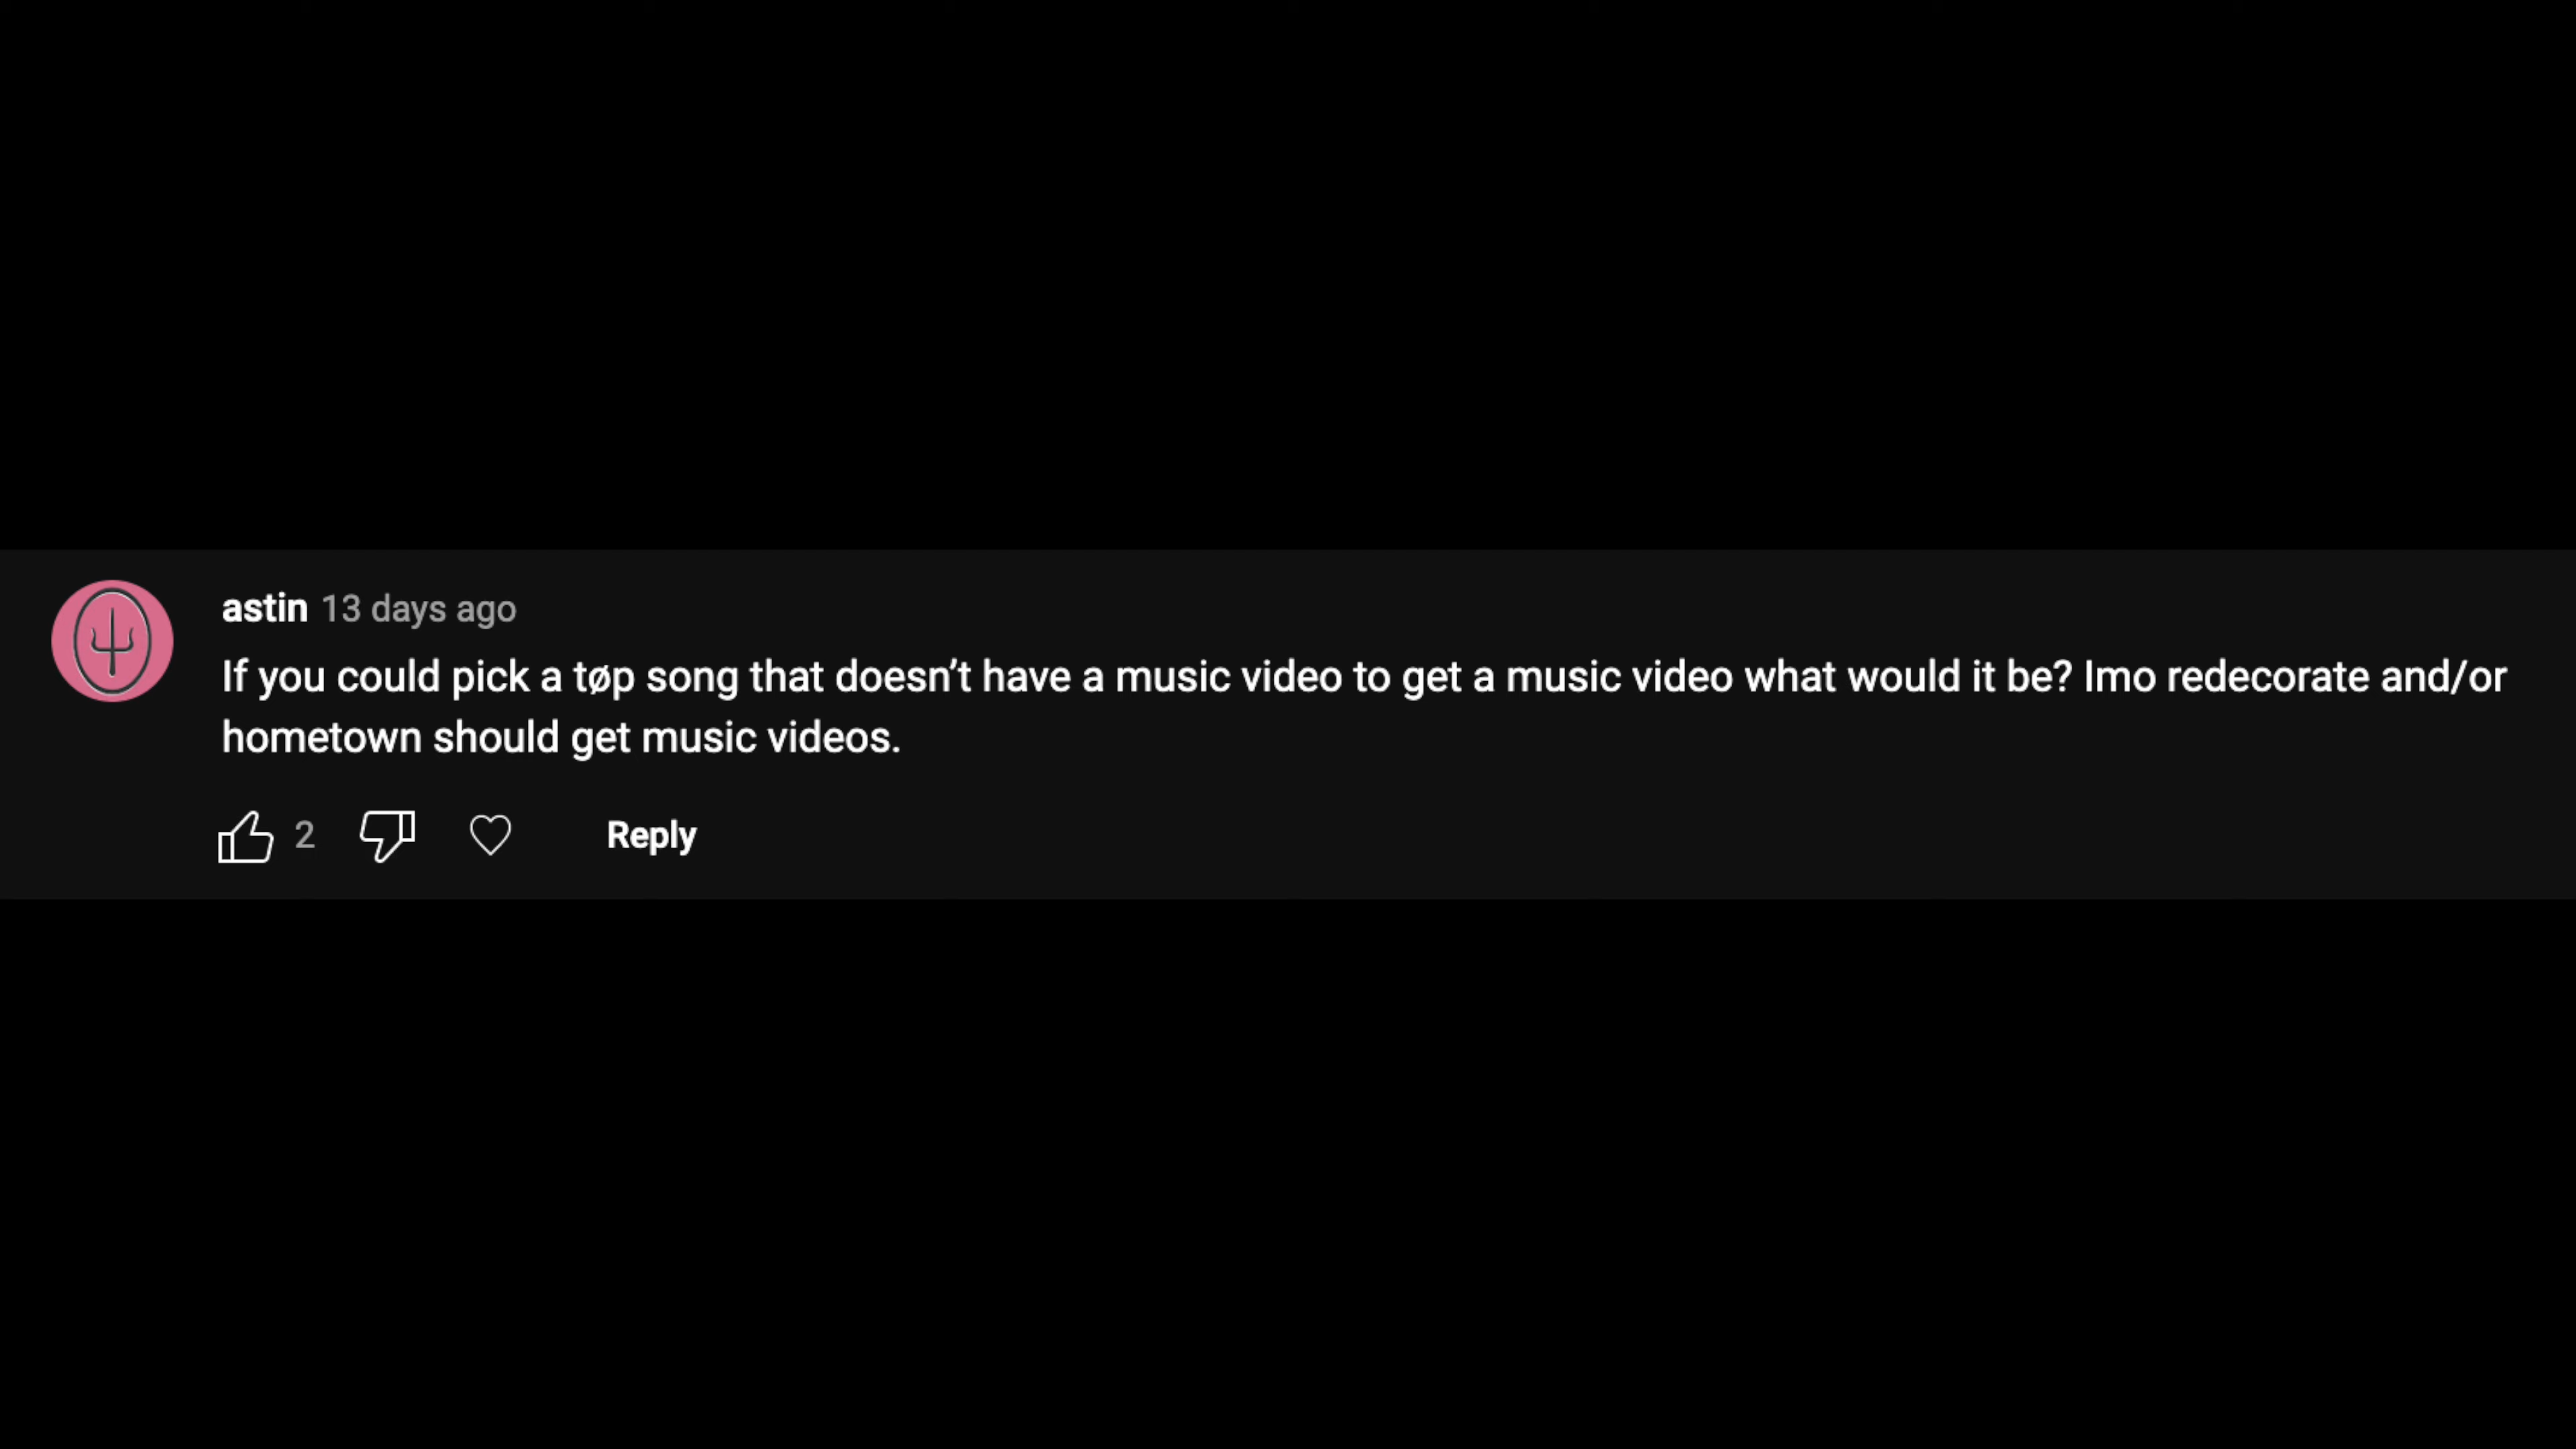 astin 13 days ago
If you could pick a tøp song that doesn’t have a music video to get a music video what would it be? Imo redecorate and/or
hometown should get music videos.
2 Reply